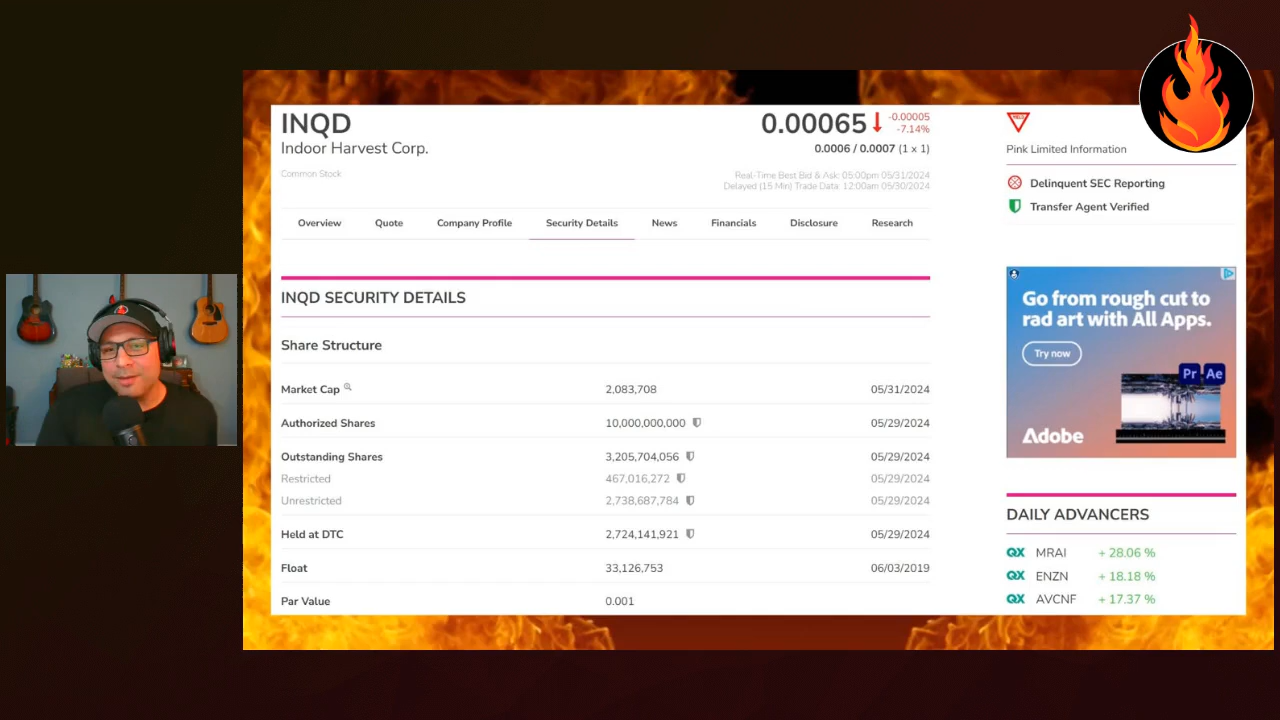 INQD
Indoor Harvest Corp.
Common Stock
0.00065 -0.00005
-7.14%
0.0006 / 0.0007 (1 x 1)
Real-Time Best Bid & Ask: 05:00pm 05/31/2024
Delayed (15 Min) Trade Data: 12:00am 05/30/2024
Pink Limited Information
Delinquent SEC Reporting
Transfer Agent Verified
Overview Quote Company Profile Security Details News Financials Disclosure Research
INQD SECURITY DETAILS
Share Structure
Market Cap 2,083,708 05/31/2024
Authorized Shares 10,000,000,000 05/29/2024
Outstanding Shares 3,205,704,056 05/29/2024
Restricted 467,016,272 05/29/2024
Unrestricted 2,738,687,784 05/29/2024
Held at DTC 2,724,141,921 05/29/2024
Float 33,126,753 06/03/2019
Par Value 0.001
Go from rough cut to
rad art with All Apps.
Try now
Pr Ae
Adobe
DAILY ADVANCERS
QX MRAI + 28.06 %
QX ENZN + 18.18 %
QX AVCNF + 17.37 %